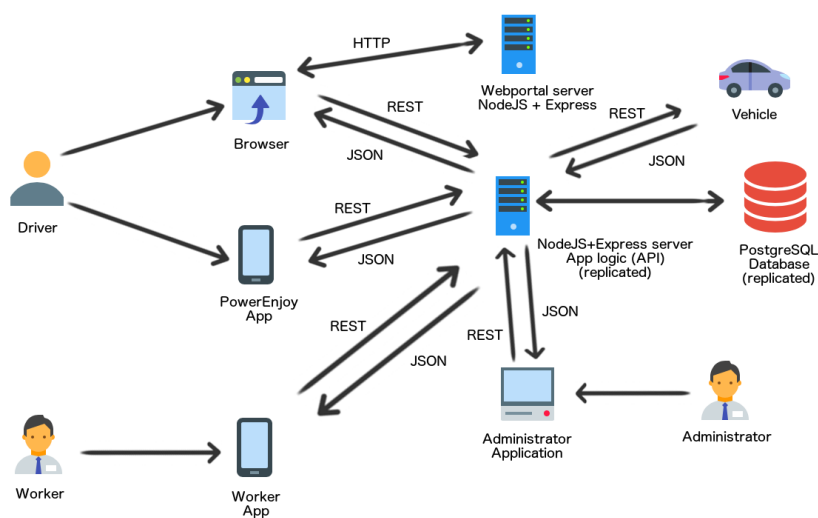 HTTP
Webportal server
NodeJS + Express
Vehicle
REST
JSON
Browser
REST
JSON
Driver
REST
JSON
NodeJS+Express server
App logic (API)
(replicated)
PostgreSQL
Database
(replicated)
PowerEnjoy
App
REST
JSON
REST
JSON
Administrator
Application
Administrator
Worker
Worker
App